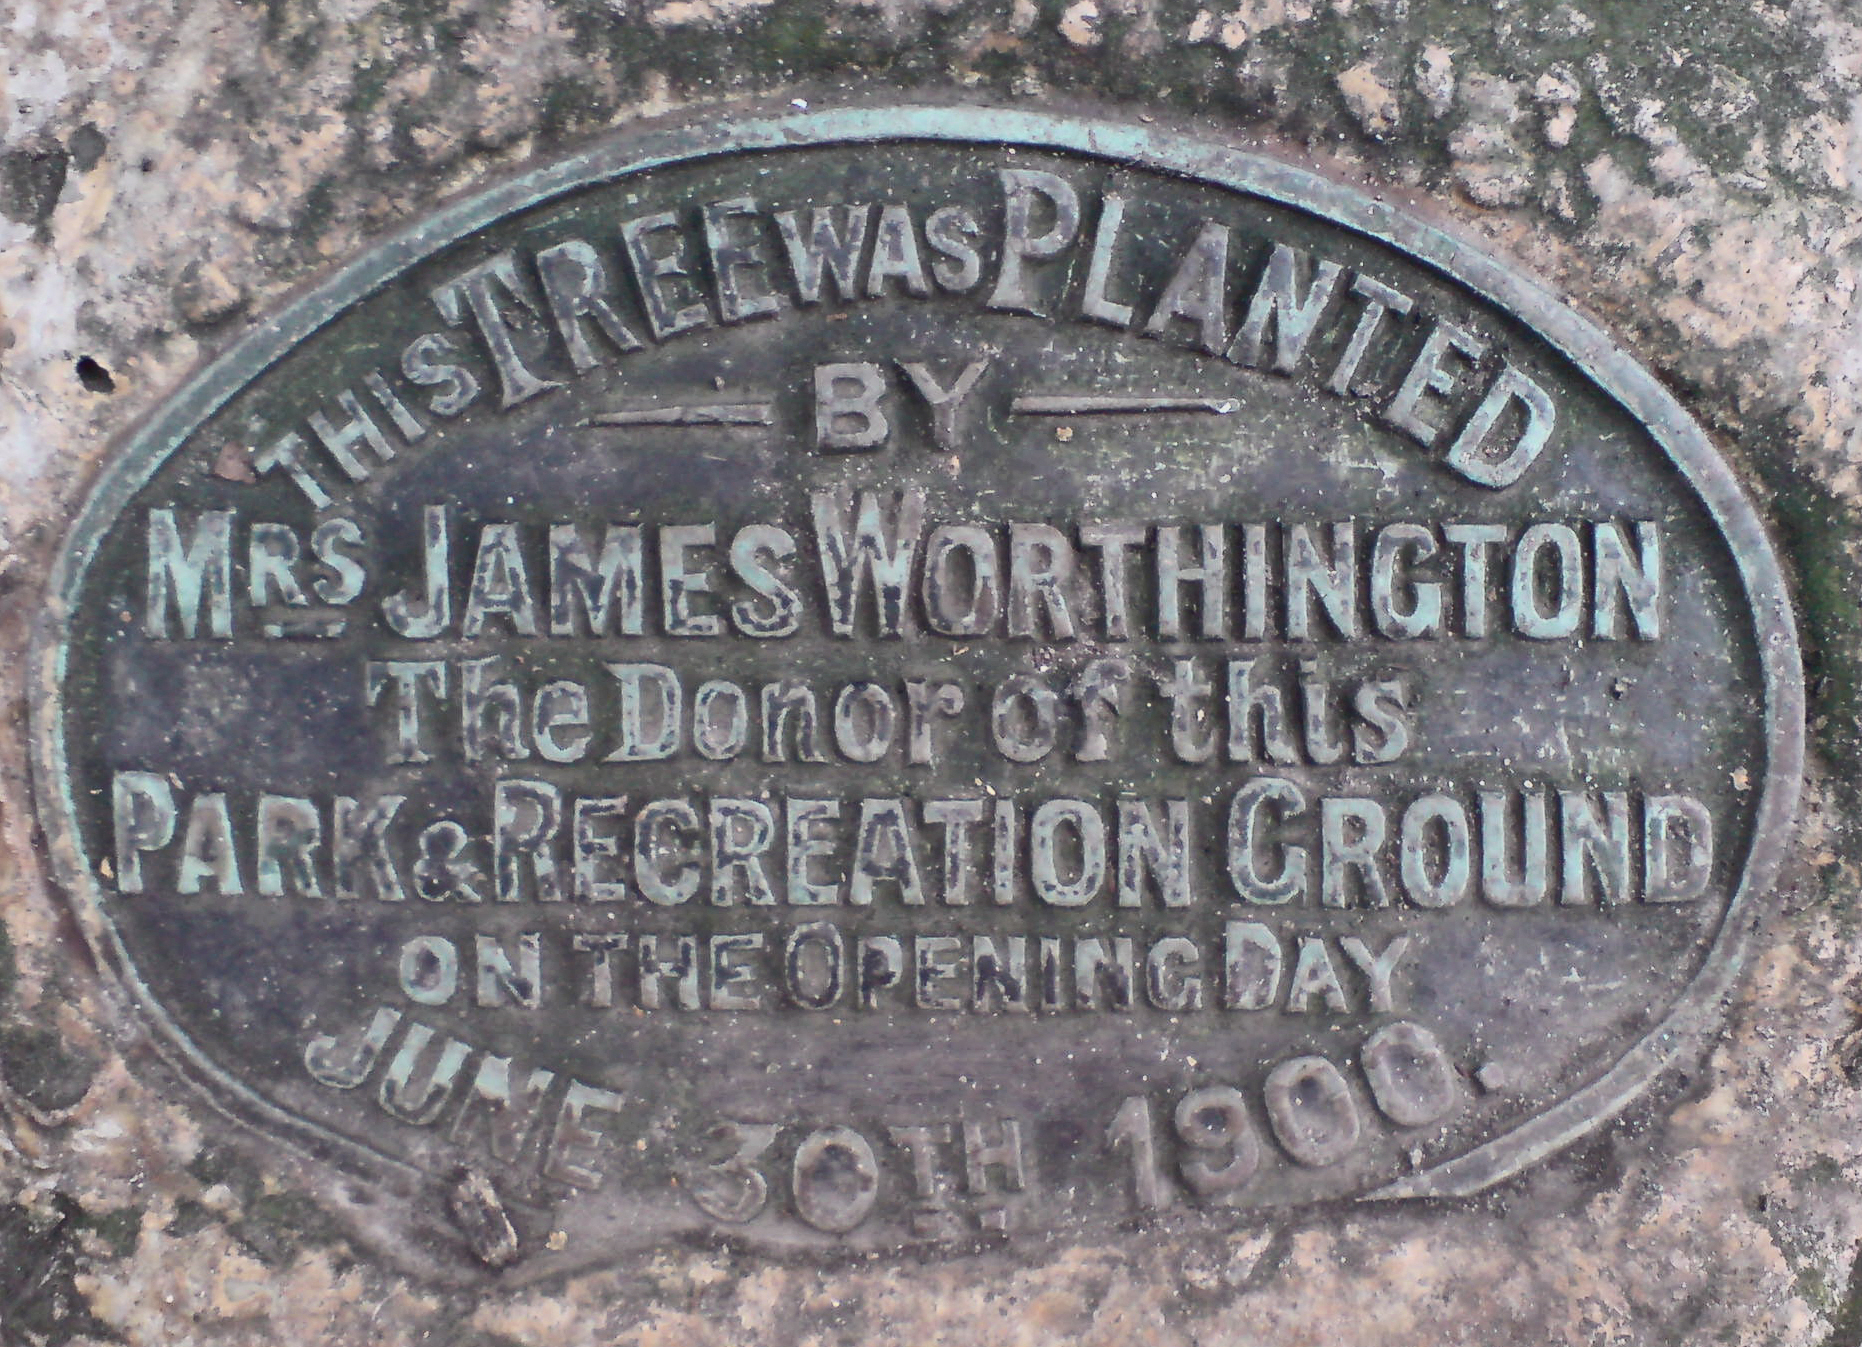 THIS TREE WAS PLANTED
BY
MRS JAMES WORTHINGTON
The Donor of this
PARK & RECREATION GROUND
ON THE OPENING DAY
JUNE 30TH 1900.